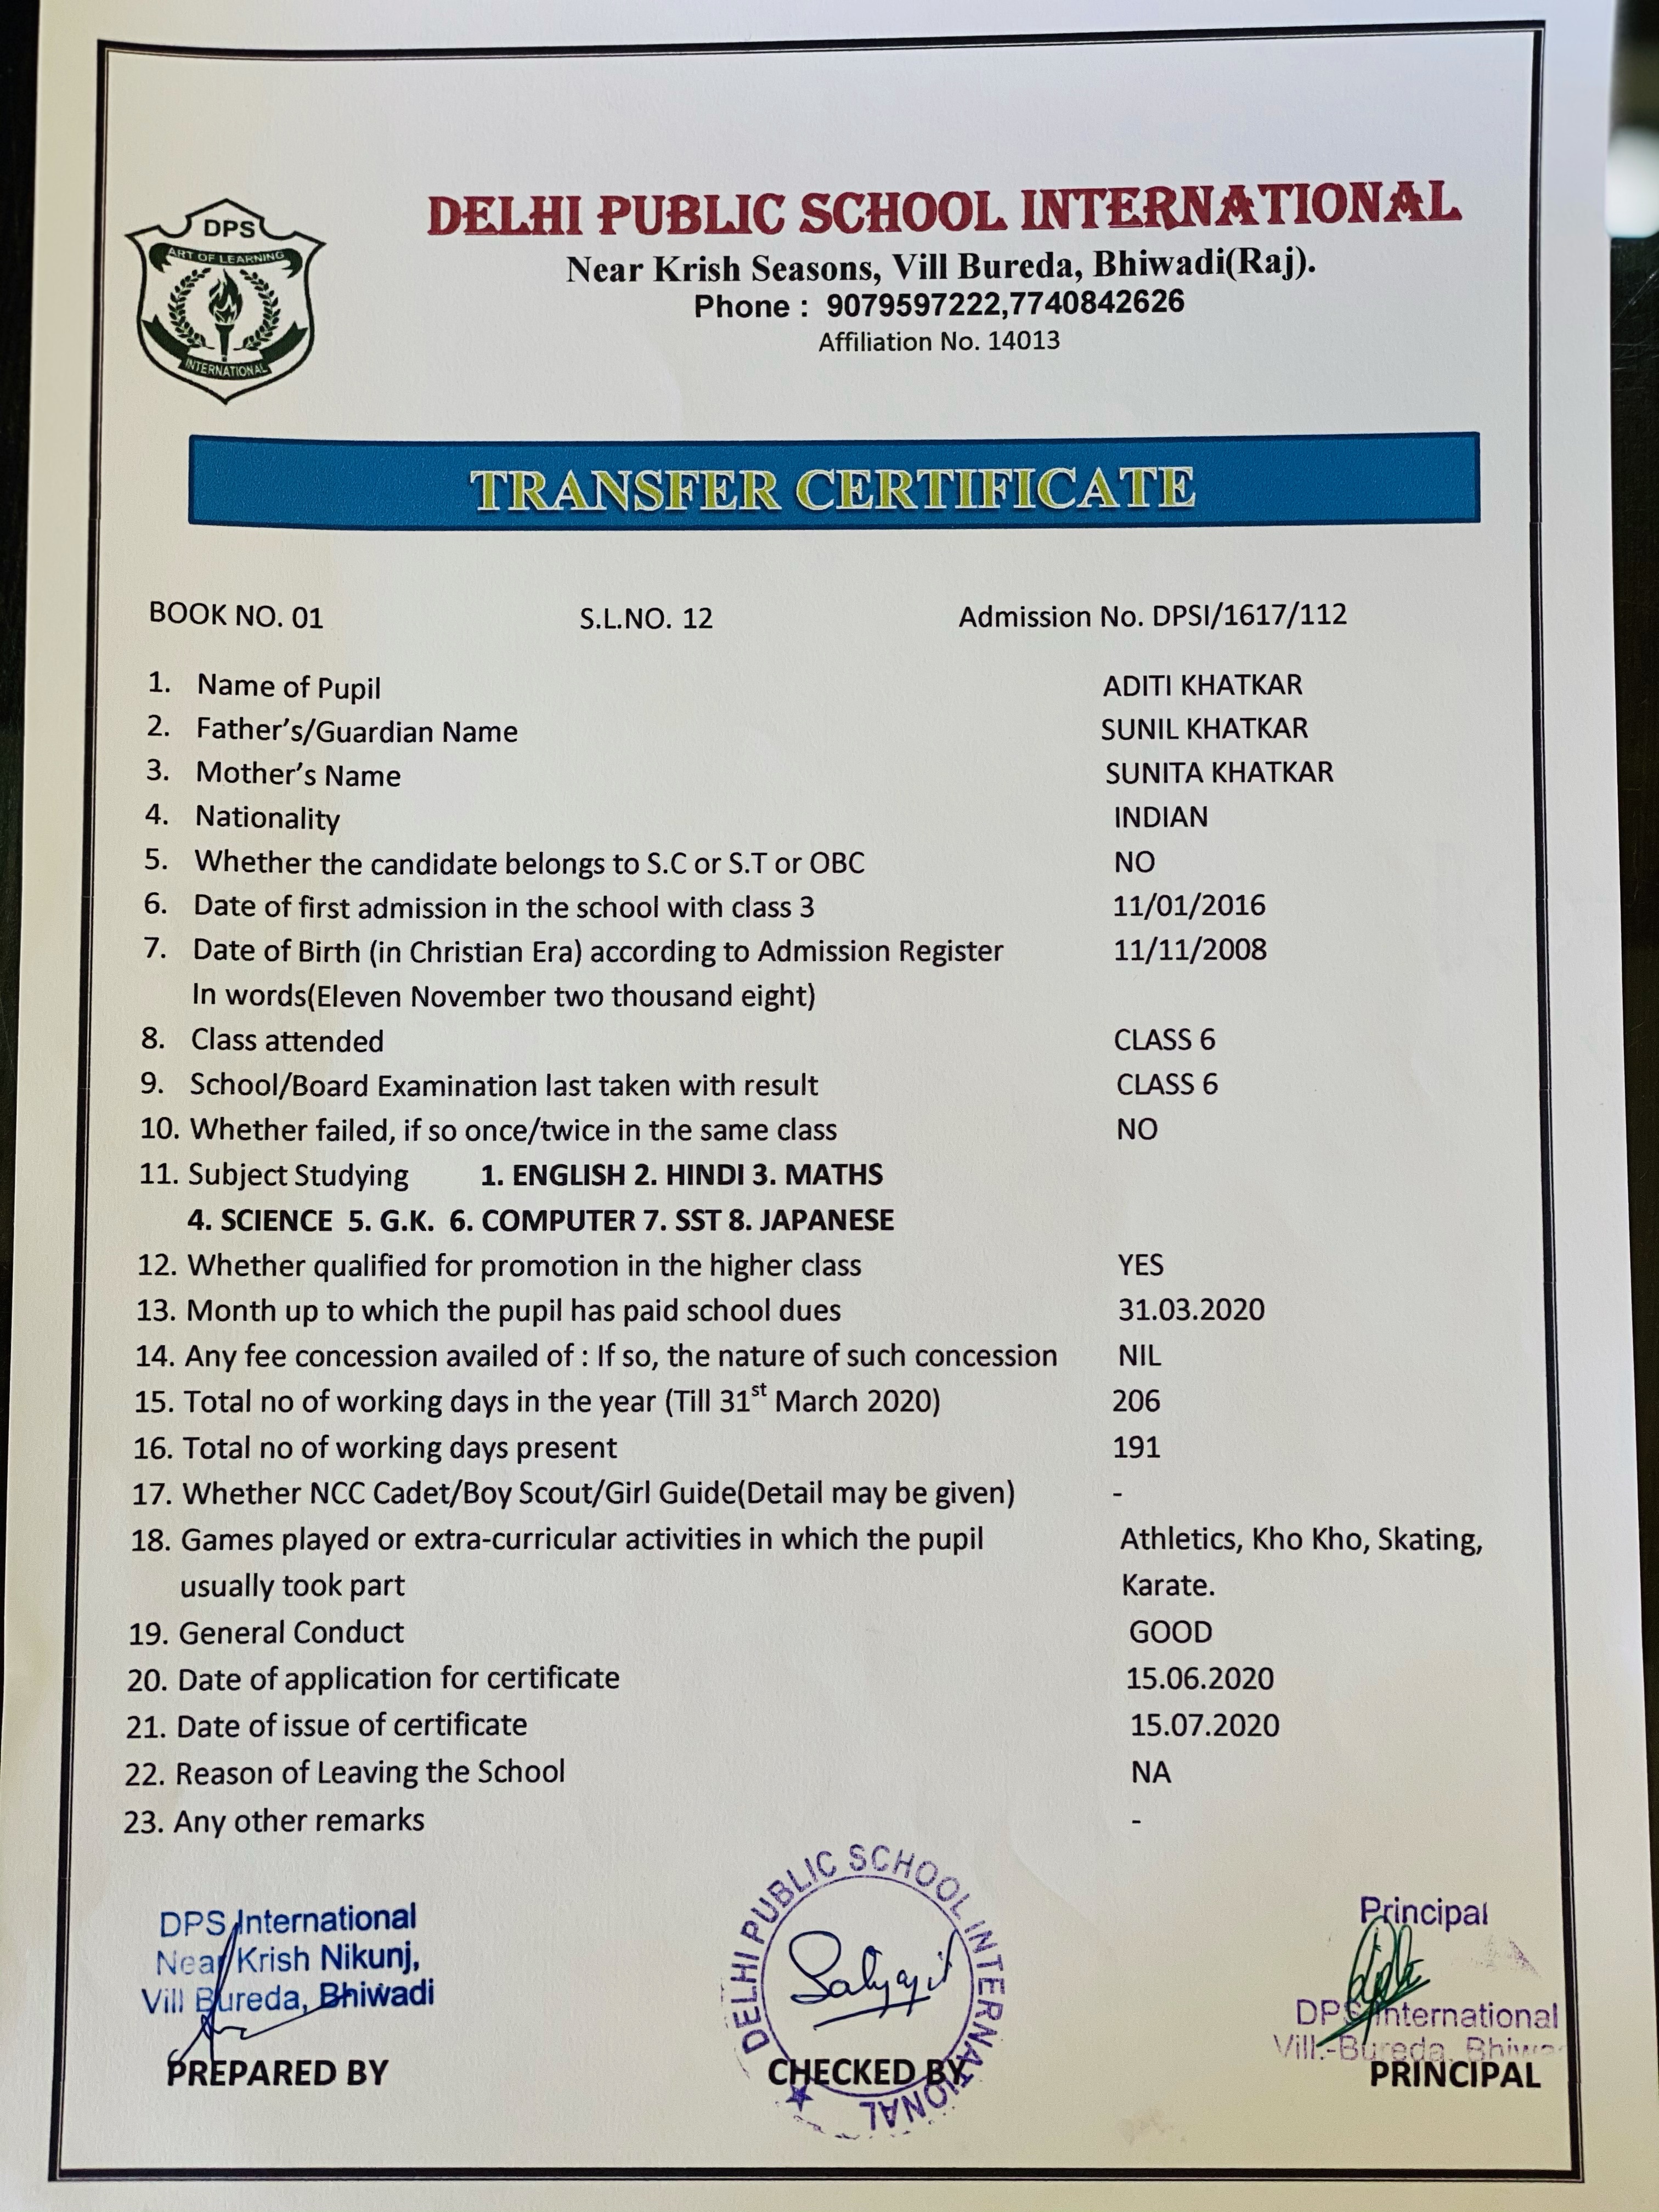 DPS
ART OF LEARNING
INTERNATIONAL
DELHI PUBLIC SCHOOL INTERNATIONAL
Near Krish Seasons, Vill Bureda, Bhiwadi(Raj).
Phone : 9079597222,7740842626
Affiliation No. 14013
TRANSFER CERTIFICATE
BOOK NO. 01 S.L.NO. 12 Admission No. DPSI/1617/112
1. Name of Pupil ADITI KHATKAR
2. Father's/Guardian Name SUNIL KHATKAR
3. Mother's Name SUNITA KHATKAR
4. Nationality INDIAN
5. Whether the candidate belongs to S.C or S.T or OBC NO
6. Date of first admission in the school with class 3 11/01/2016
7. Date of Birth (in Christian Era) according to Admission Register 11/11/2008
In words(Eleven November two thousand eight)
8. Class attended CLASS 6
9. School/Board Examination last taken with result CLASS 6
10. Whether failed, if so once/twice in the same class NO
11. Subject Studying 1. ENGLISH 2. HINDI 3. MATHS
4. SCIENCE 5. G.K. 6. COMPUTER 7. SST 8. JAPANESE
12. Whether qualified for promotion in the higher class YES
13. Month up to which the pupil has paid school dues 31.03.2020
14. Any fee concession availed of : If so, the nature of such concession NIL
15. Total no of working days in the year (Till 31st March 2020) 206
16. Total no of working days present 191
17. Whether NCC Cadet/Boy Scout/Girl Guide(Detail may be given) -
18. Games played or extra-curricular activities in which the pupil Athletics, Kho Kho, Skating,
usually took part Karate.
19. General Conduct GOOD
20. Date of application for certificate 15.06.2020
21. Date of issue of certificate 15.07.2020
22. Reason of Leaving the School NA
23. Any other remarks -
DPS International
Near Krish Nikunj,
Vill Bureda, Bhiwadi
PREPARED BY
DELHI PUBLIC SCHOOL INTERNATIONAL
Satyajit
CHECKED BY
Principal
DPS International
Vill.-Bureda, Bhiwa
PRINCIPAL